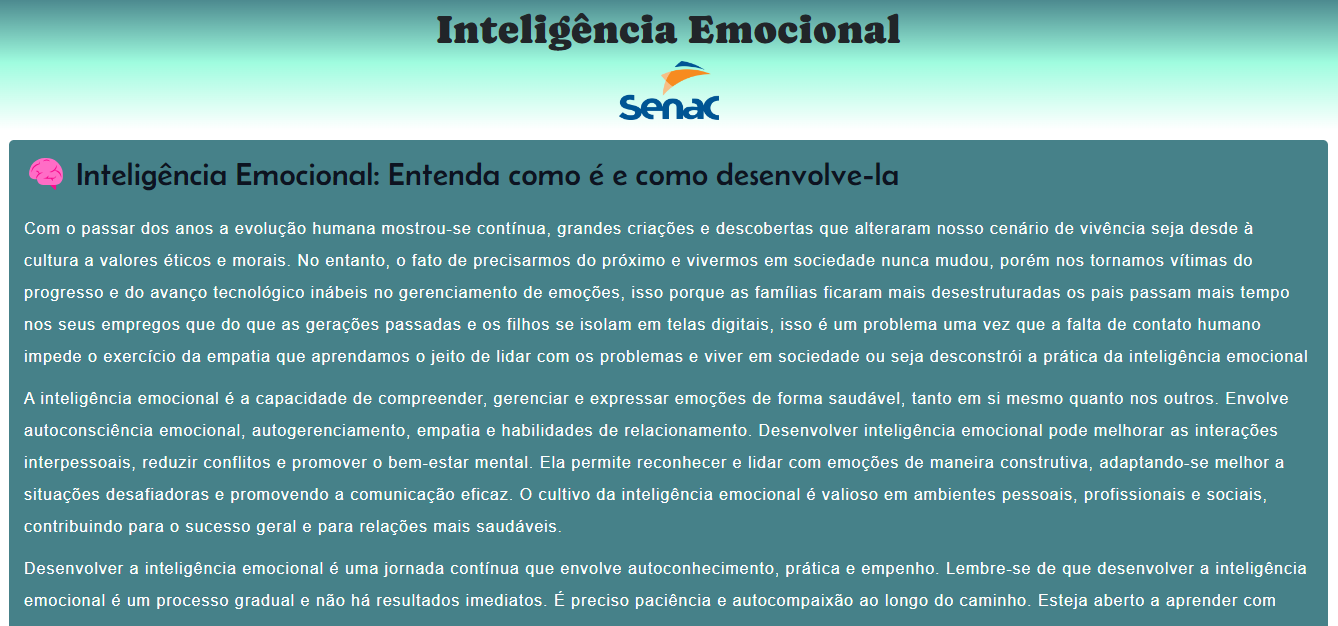 Inteligência Emocional
Senac
Inteligência Emocional: Entenda como é e como desenvolve-la
Com o passar dos anos a evolução humana mostrou-se contínua, grandes criações e descobertas que alteraram nosso cenário de vivência seja desde à
cultura a valores éticos e morais. No entanto, o fato de precisarmos do próximo e vivermos em sociedade nunca mudou, porém nos tornamos vítimas do
progresso e do avanço tecnológico inábeis no gerenciamento de emoções, isso porque as famílias ficaram mais desestruturadas os pais passam mais tempo
nos seus empregos que do que as gerações passadas e os filhos se isolam em telas digitais, isso é um problema uma vez que a falta de contato humano
impede o exercício da empatia que aprendamos o jeito de lidar com os problemas e viver em sociedade ou seja desconstrói a prática da inteligência emocional
A inteligência emocional é a capacidade de compreender, gerenciar e expressar emoções de forma saudável, tanto em si mesmo quanto nos outros. Envolve
autoconsciência emocional, autogerenciamento, empatia e habilidades de relacionamento. Desenvolver inteligência emocional pode melhorar as interações
interpessoais, reduzir conflitos e promover o bem-estar mental. Ela permite reconhecer e lidar com emoções de maneira construtiva, adaptando-se melhor a
situações desafiadoras e promovendo a comunicação eficaz. O cultivo da inteligência emocional é valioso em ambientes pessoais, profissionais e sociais,
contribuindo para o sucesso geral e para relações mais saudáveis.
Desenvolver a inteligência emocional é uma jornada contínua que envolve autoconhecimento, prática e empenho. Lembre-se de que desenvolver a inteligência
emocional é um processo gradual e não há resultados imediatos. É preciso paciência e autocompaixão ao longo do caminho. Esteja aberto a aprender com